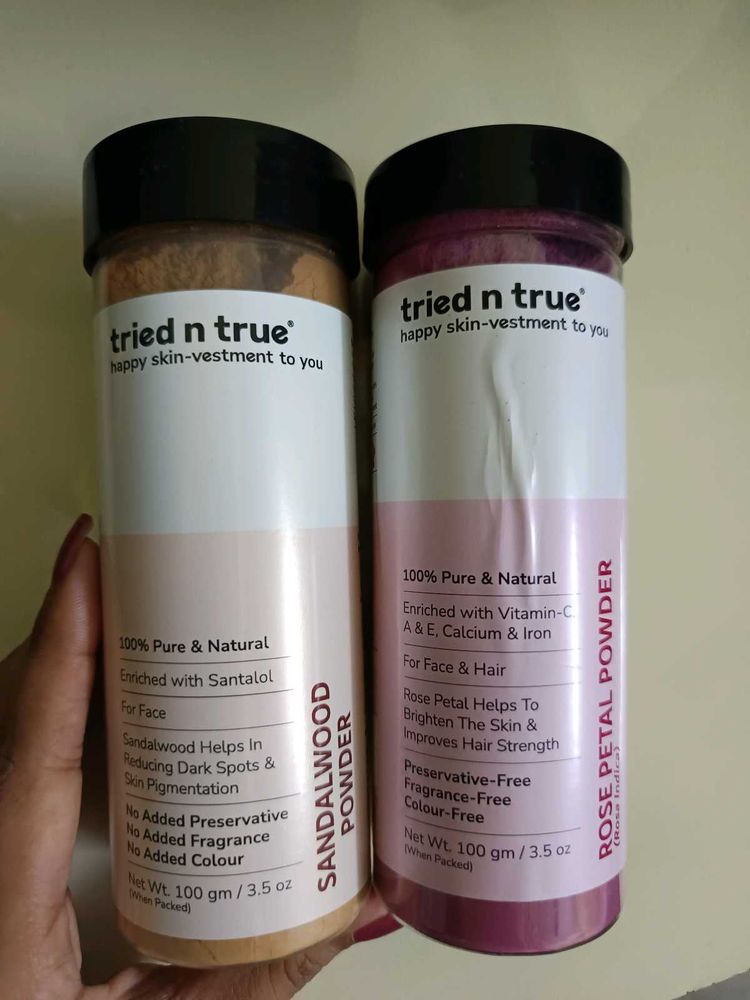 tried n true®
happy skin-vestment to you
100% Pure & Natural
Enriched with Santalol
For Face
Sandalwood Helps In
Reducing Dark Spots &
Skin Pigmentation
No Added Preservative
No Added Fragrance
No Added Colour
Net Wt. 100 gm / 3.5 oz
(When Packed)
SANDALWOOD
POWDER
tried n true®
happy skin-vestment to you
100% Pure & Natural
Enriched with Vitamin-C,
A & E, Calcium & Iron
For Face & Hair
Rose Petal Helps To
Brighten The Skin &
Improves Hair Strength
Preservative-Free
Fragrance-Free
Colour-Free
Net Wt. 100 gm / 3.5 oz
(When Packed)
ROSE PETAL POWDER
(Rosa Indica)